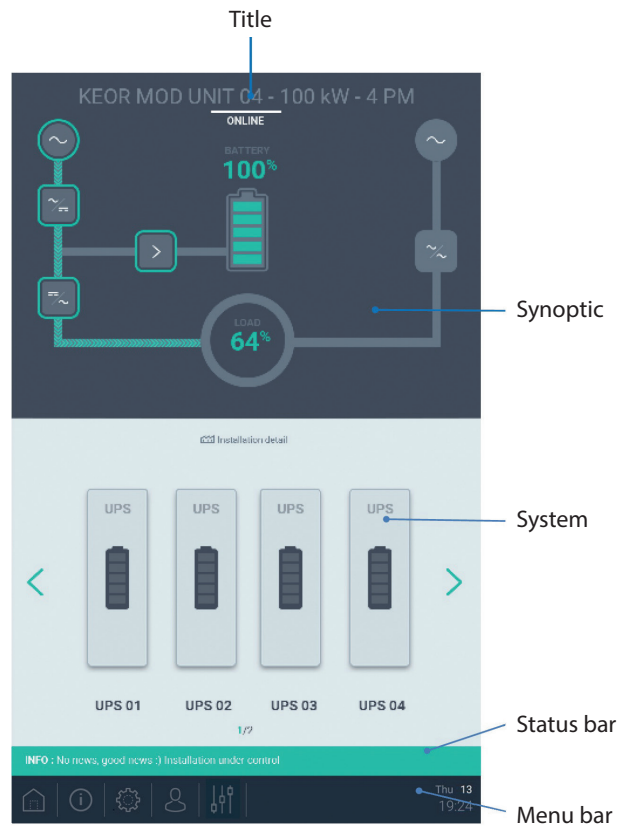 Title
KEOR MOD UNIT 04 - 100 kW - 4 PM
ONLINE
BATTERY
100%
LOAD
64%
Synoptic
Installation detail
UPS UPS UPS UPS
System
UPS 01 UPS 02 UPS 03 UPS 04
1/2
Status bar
INFO : No news, good news :) Installation under control
Thu 13
19:24
Menu bar